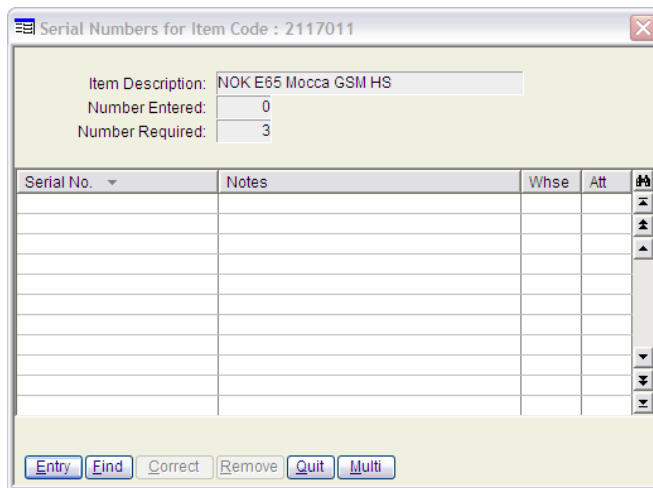 Serial Numbers for Item Code : 2117011
Item Description: NOK E65 Mocca GSM HS
Number Entered: 0
Number Required: 3
Serial No. Notes Whse Att
Entry Find Correct Remove Quit Multi